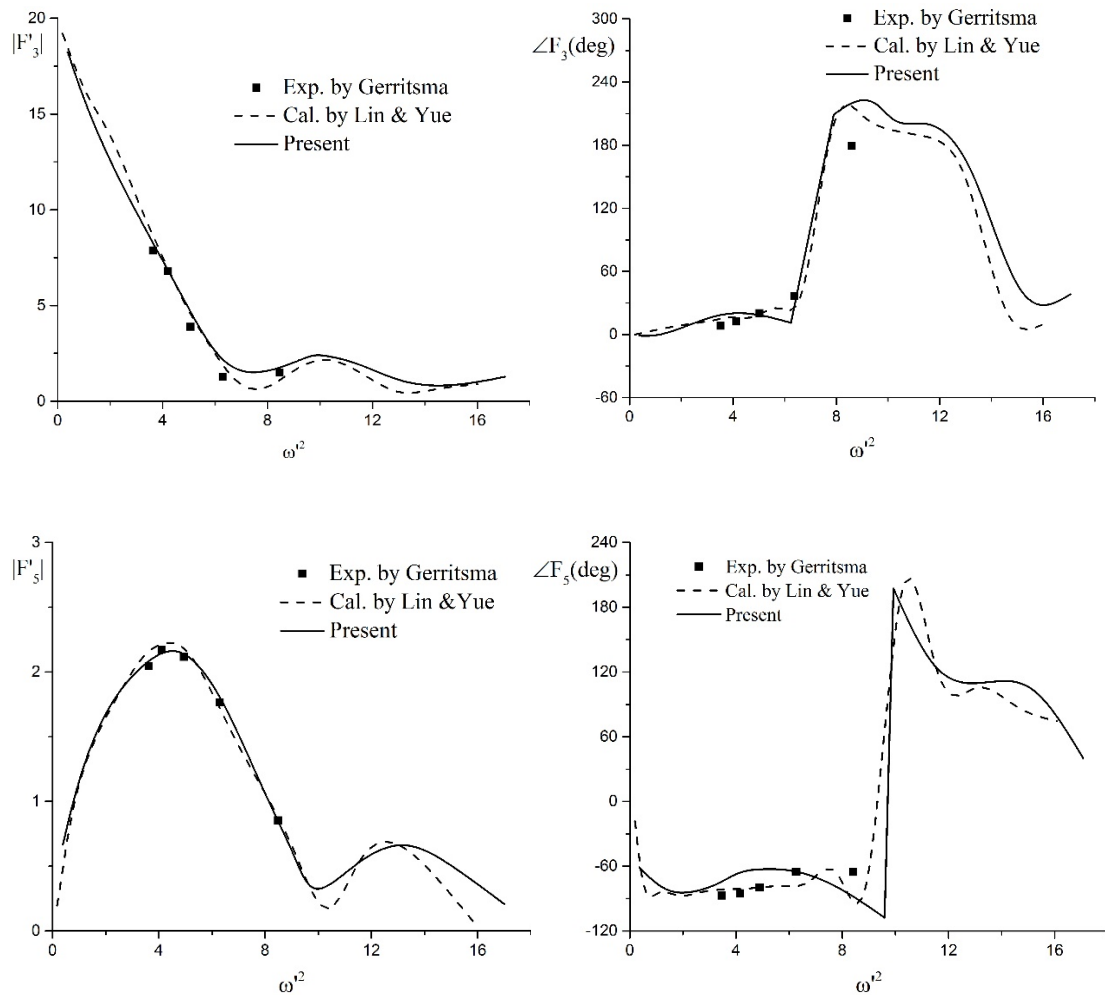 |F'3|
20
15
10
5
0
0 4 8 12 16
ω'²
Exp. by Gerritsma
Cal. by Lin & Yue
Present
∠F3(deg)
300
240
180
120
60
0
-60
0 4 8 12 16
ω'²
Exp. by Gerritsma
Cal. by Lin & Yue
Present
|F'5|
3
2
1
0
0 4 8 12 16
ω'²
Exp. by Gerritsma
Cal. by Lin &Yue
Present
∠F5(deg)
240
180
120
60
0
-60
-120
0 4 8 12 16
ω'²
Exp. by Gerritsma
Cal. by Lin & Yue
Present